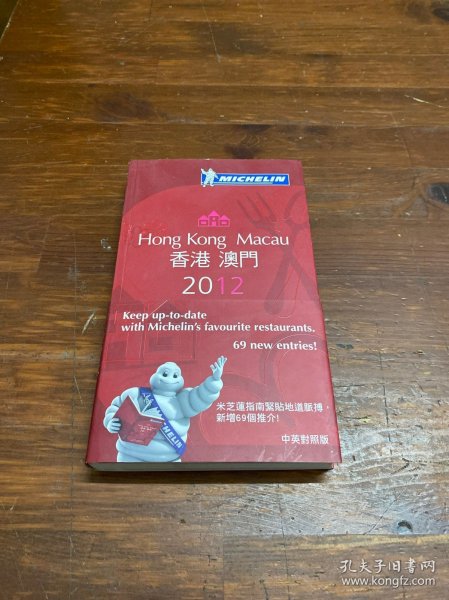 MICHELIN
Hong Kong Macau
香港 澳門
2012
Keep up-to-date
with Michelin's favourite restaurants.
69 new entries!
MICHELIN
米芝蓮指南緊貼地道脈搏，
新增69個推介!
中英對照版
孔夫子旧书网
www.kongfz.com